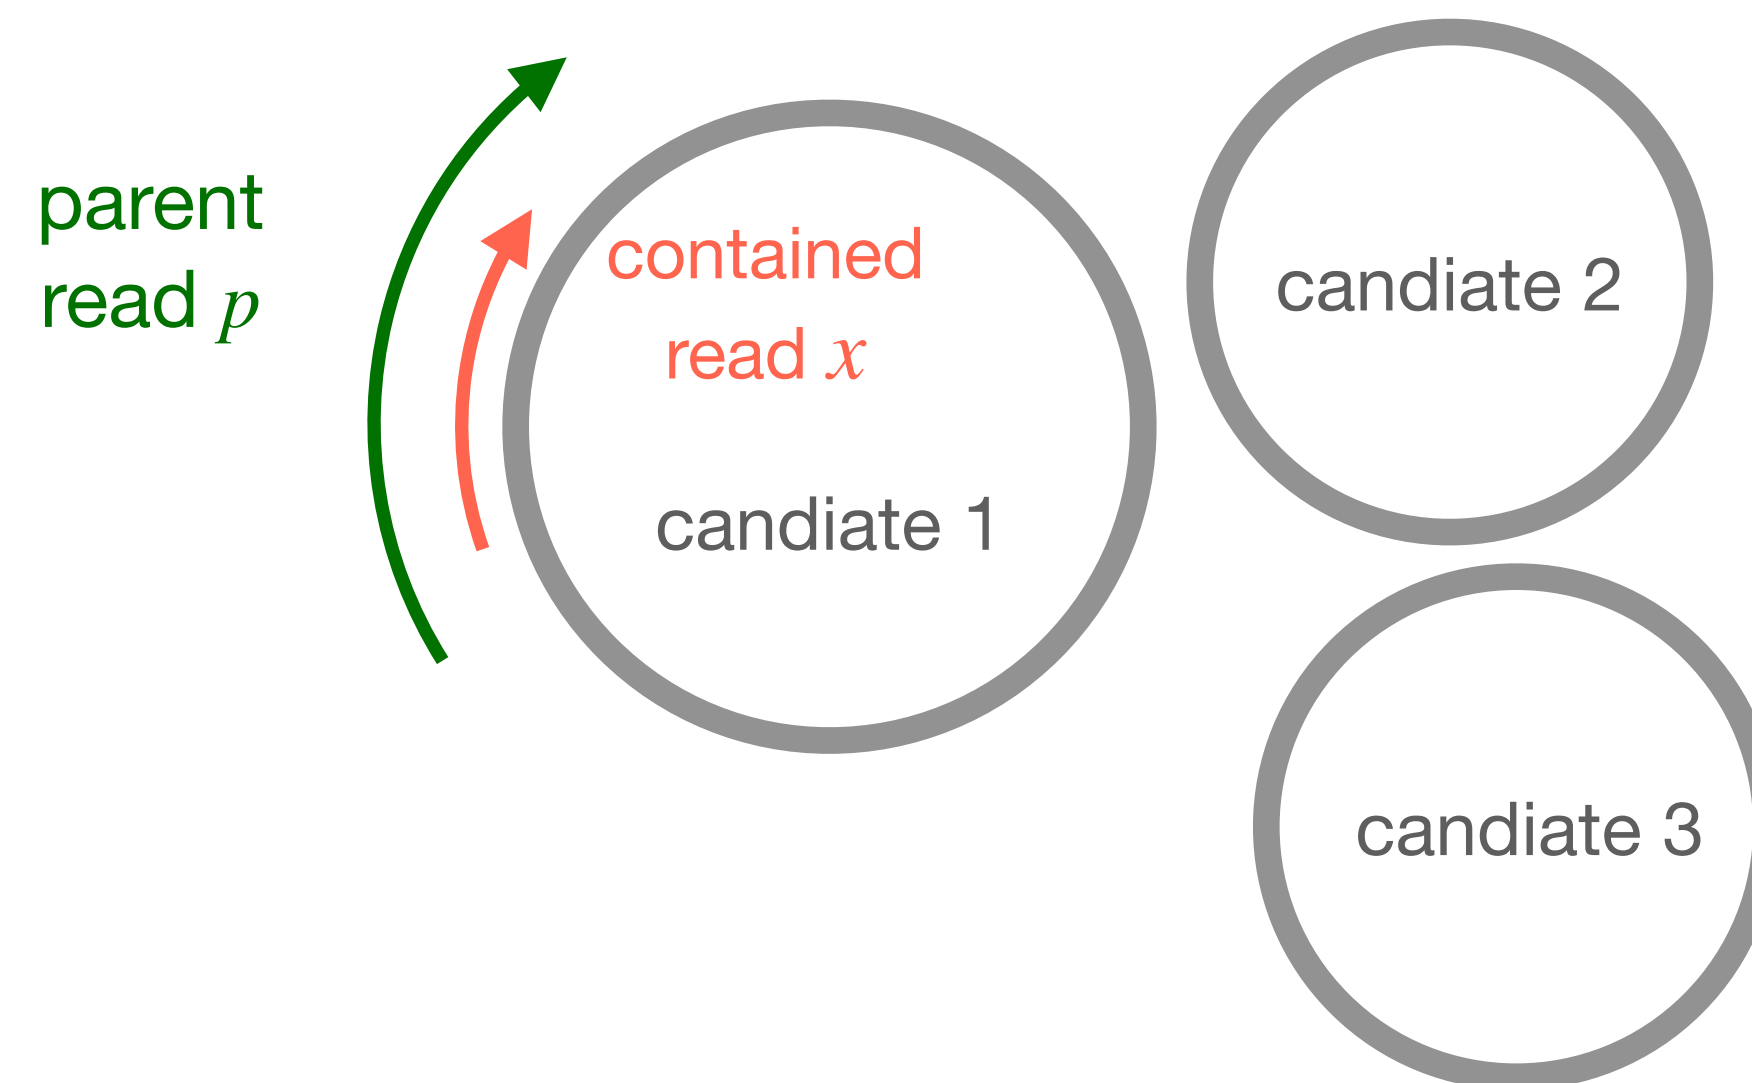 parent
read p
contained
read x
candiate 1
candiate 2
candiate 3